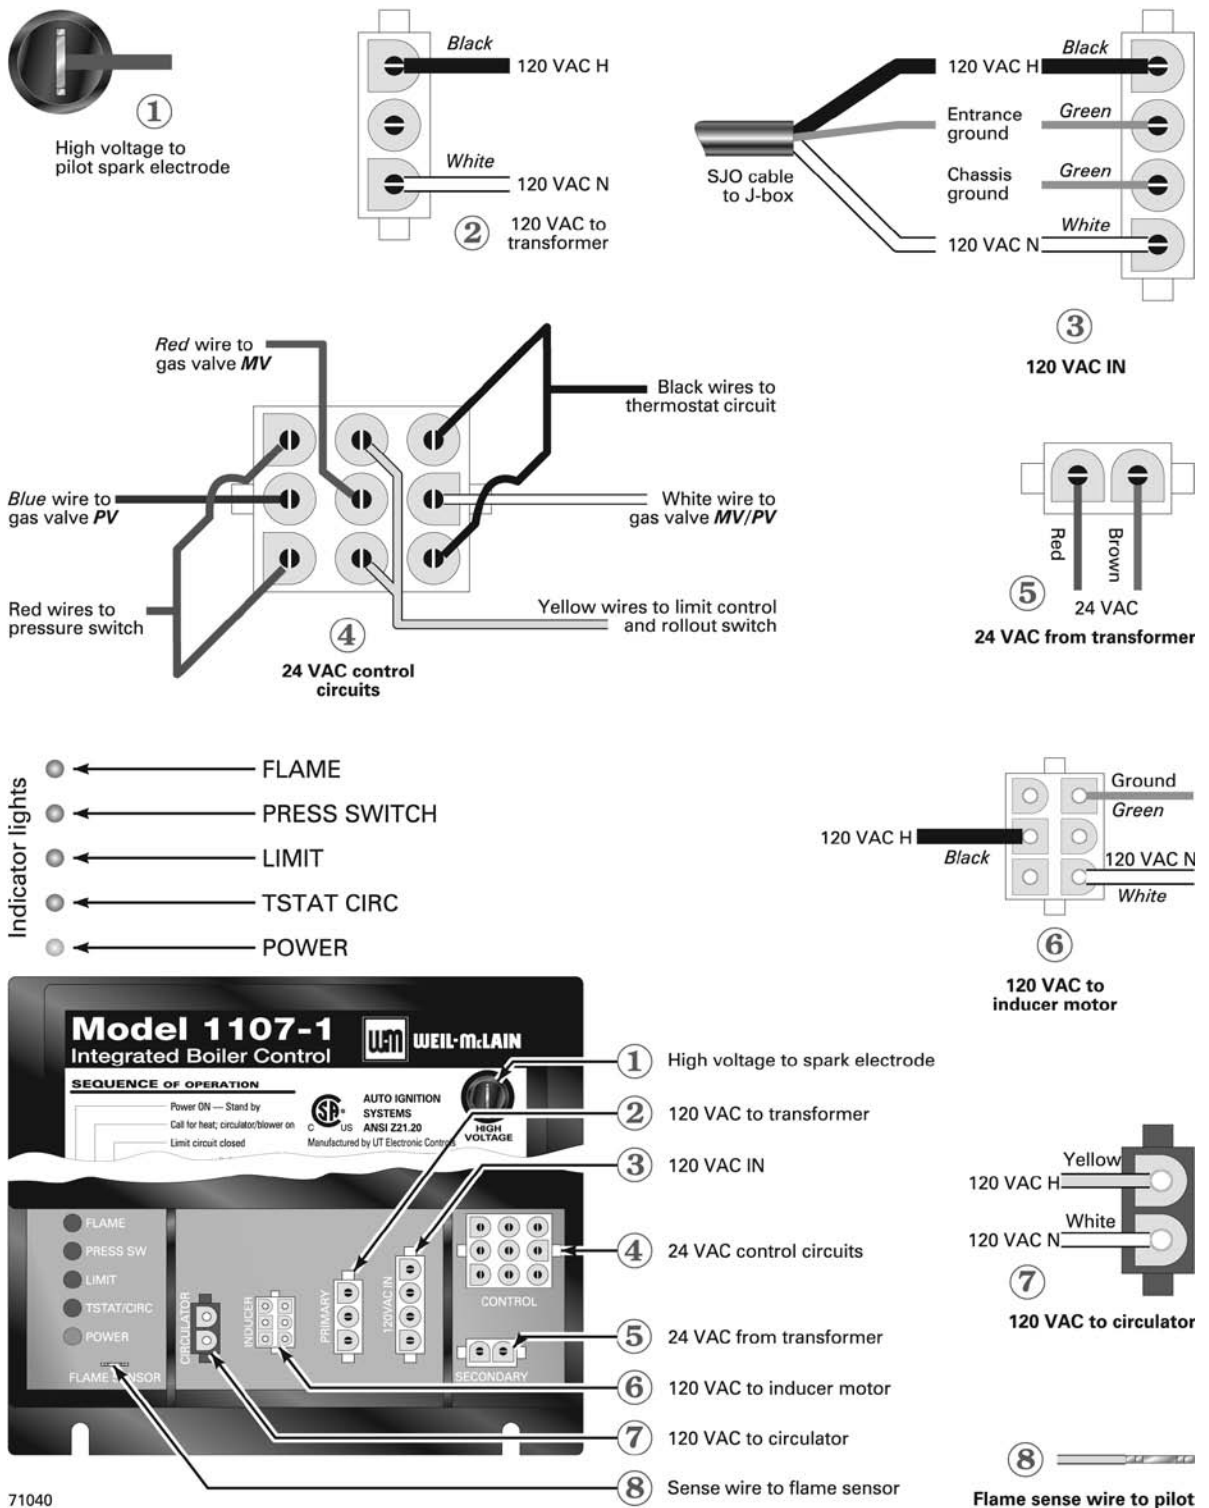 1
High voltage to
pilot spark electrode
Black
120 VAC H
White
120 VAC N
2
120 VAC to
transformer
SJO cable
to J-box
120 VAC H
Black
Entrance
ground
Green
Chassis
ground
Green
120 VAC N
White
3
120 VAC IN
Red wire to
gas valve MV
Black wires to
thermostat circuit
Blue wire to
gas valve PV
White wire to
gas valve MV/PV
Red wires to
pressure switch
Yellow wires to limit control
and rollout switch
4
24 VAC control
circuits
Red
Brown
5
24 VAC
24 VAC from transformer
Indicator lights
FLAME
PRESS SWITCH
LIMIT
TSTAT CIRC
POWER
Ground
Green
120 VAC H
Black
120 VAC N
White
6
120 VAC to
inducer motor
Model 1107-1
Integrated Boiler Control
WM WEIL-McLAIN
SEQUENCE OF OPERATION
Power ON — Stand by
Call for heat; circulator/blower on
Limit circuit closed
CSA
C US
AUTO IGNITION
SYSTEMS
ANSI Z21.20
Manufactured by UT Electronic Controls
HIGH
VOLTAGE
FLAME
PRESS SW
LIMIT
TSTAT/CIRC
POWER
FLAME SENSOR
CIRCULATOR
INDUCER
PRIMARY
120VAC IN
CONTROL
SECONDARY
1 High voltage to spark electrode
2 120 VAC to transformer
3 120 VAC IN
4 24 VAC control circuits
5 24 VAC from transformer
6 120 VAC to inducer motor
7 120 VAC to circulator
8 Sense wire to flame sensor
Yellow
120 VAC H
White
120 VAC N
7
120 VAC to circulator
8
Flame sense wire to pilot
71040